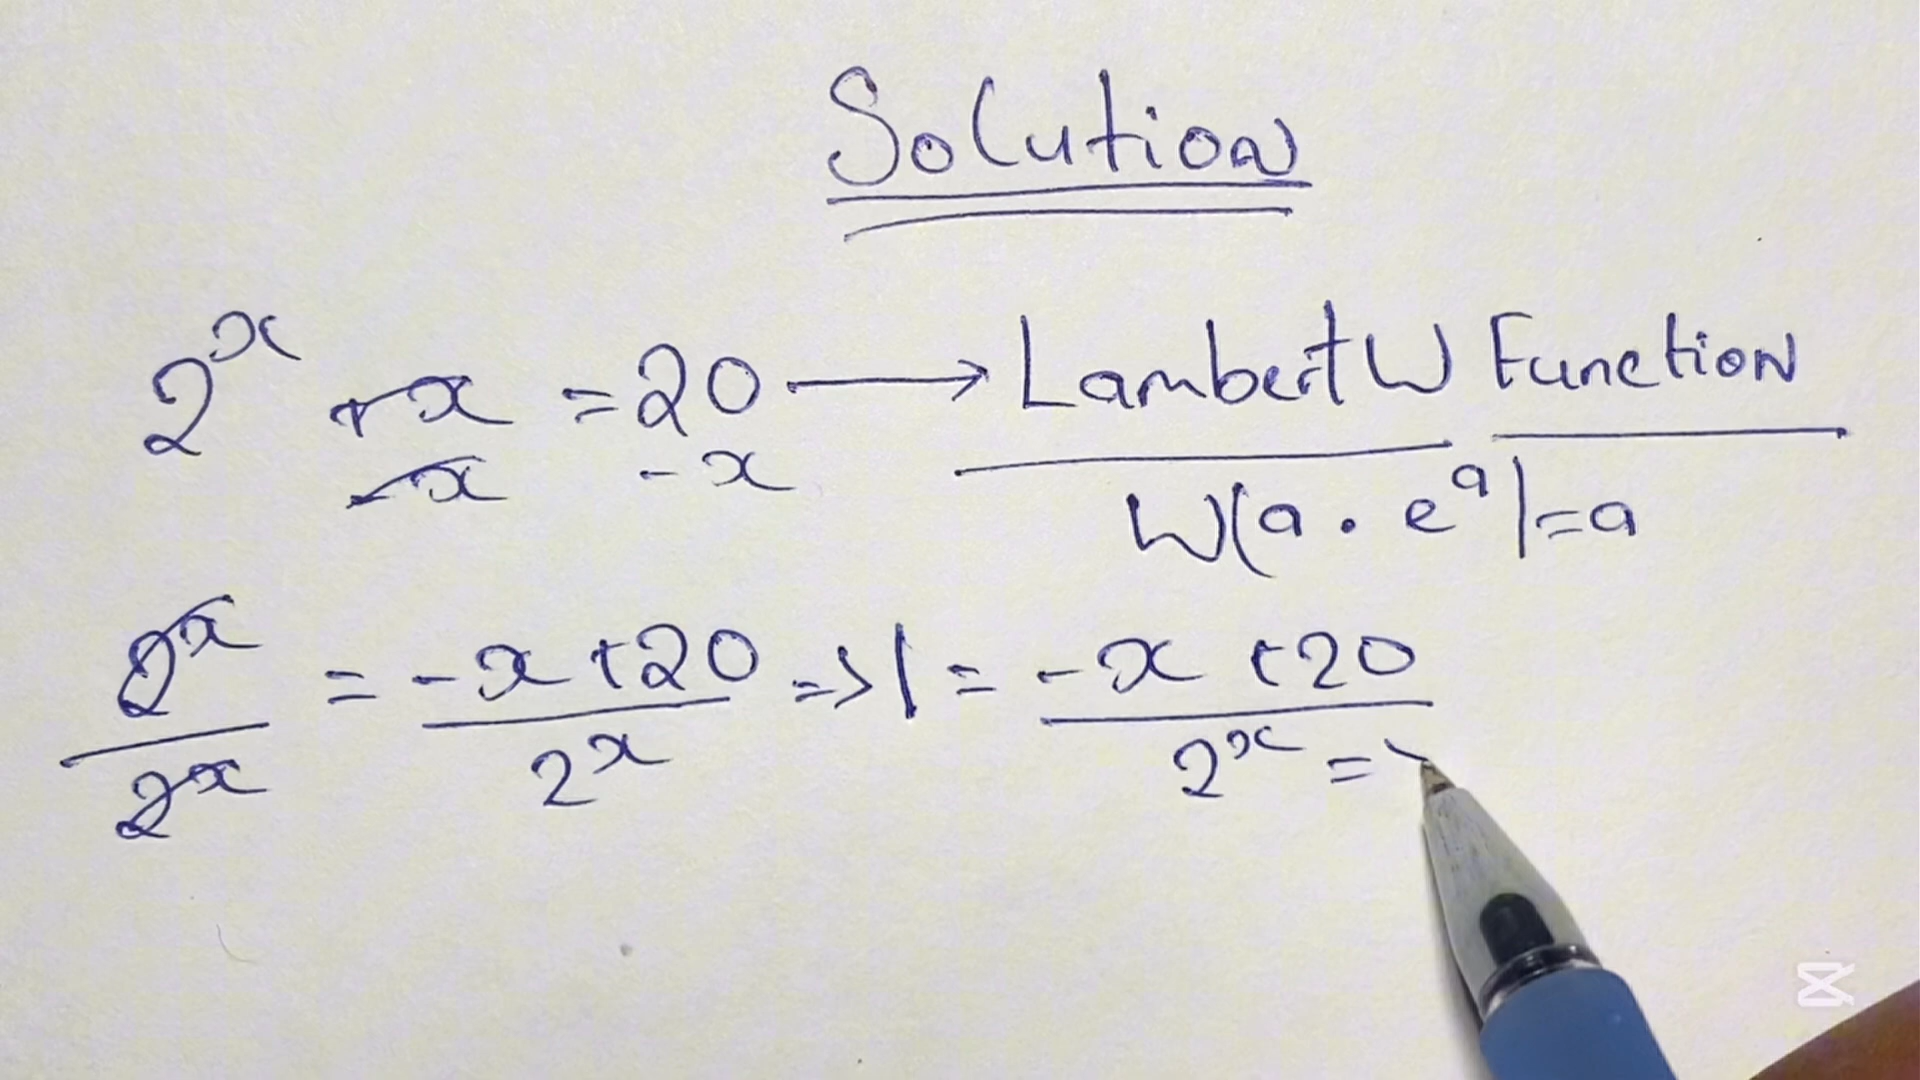 Solution
2^x + x = 20 → Lambert W Function
-x -x W(a · e^a) = a
2^x/2^x = -x + 20/2^x => 1 = -x + 20/2^x =>